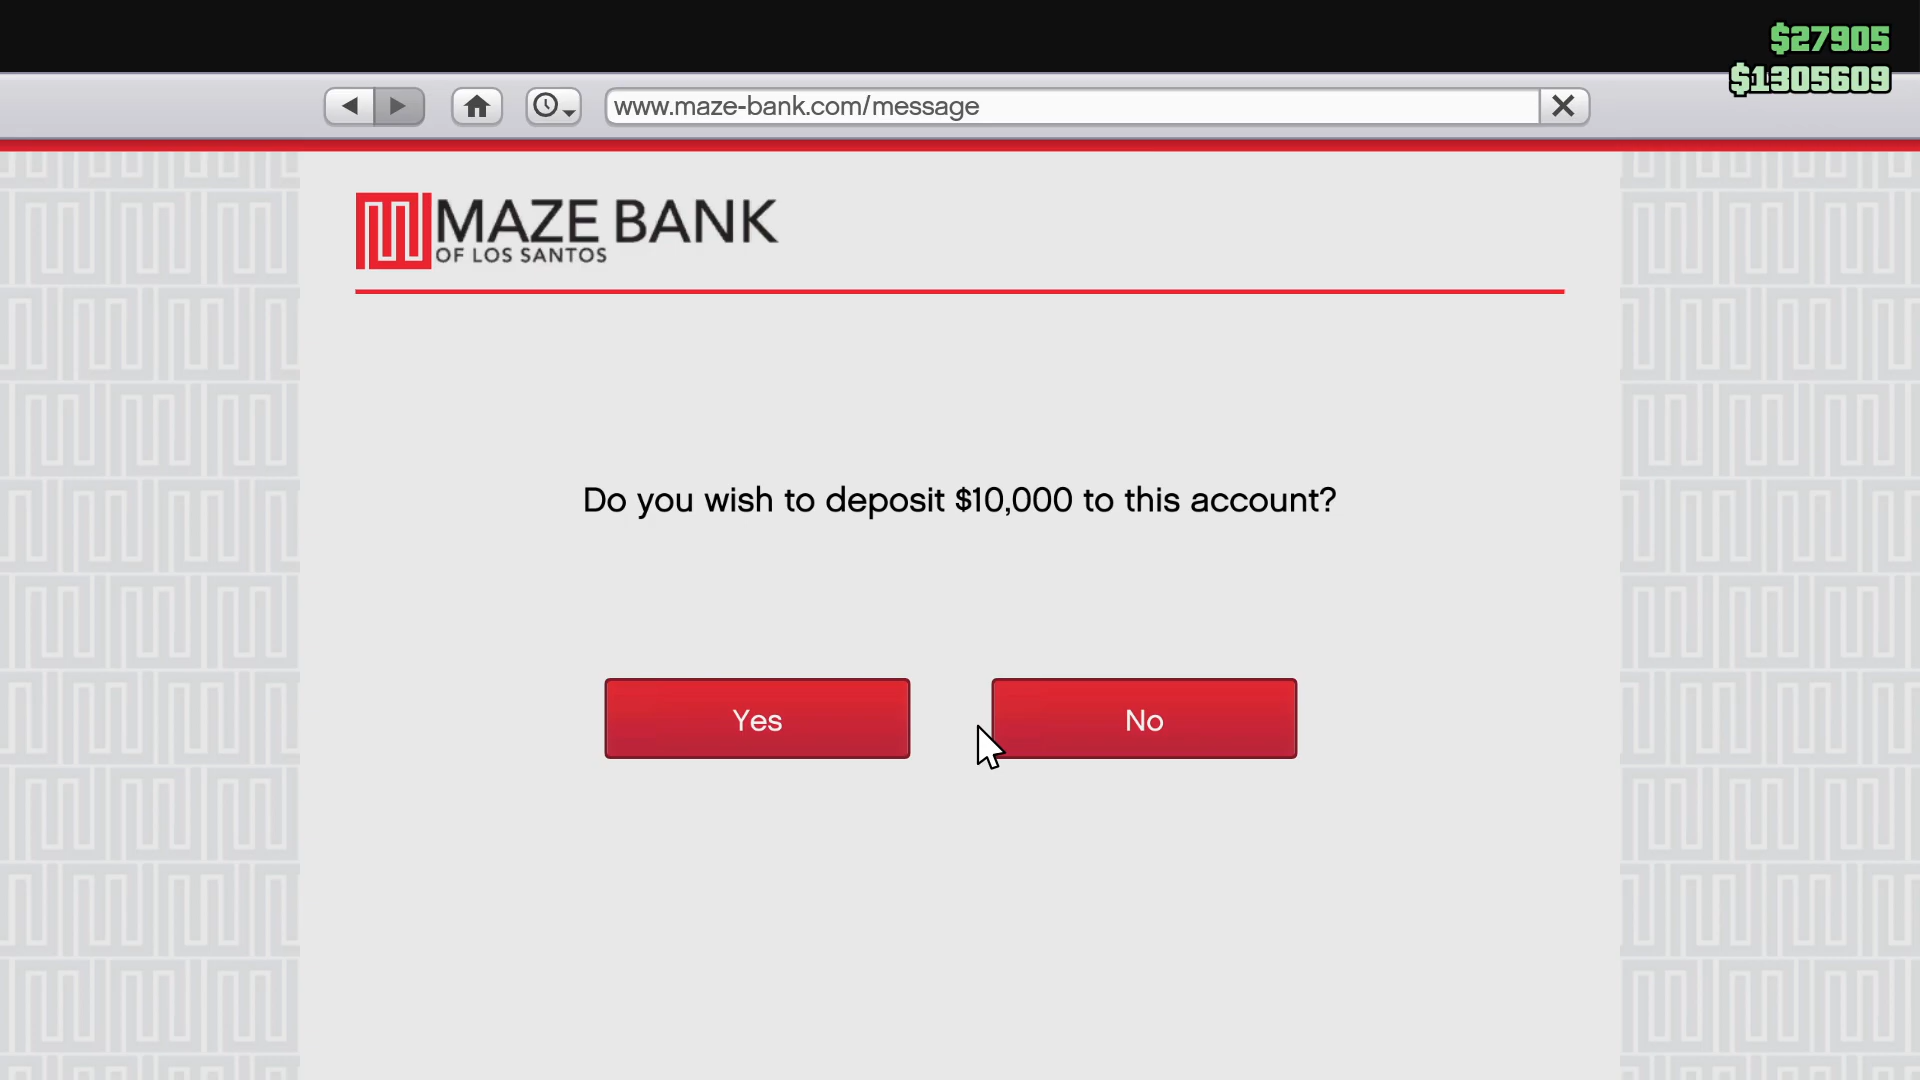 $27905
$1305609
www.maze-bank.com/message
MAZE BANK
OF LOS SANTOS
Do you wish to deposit $10,000 to this account?
Yes
No